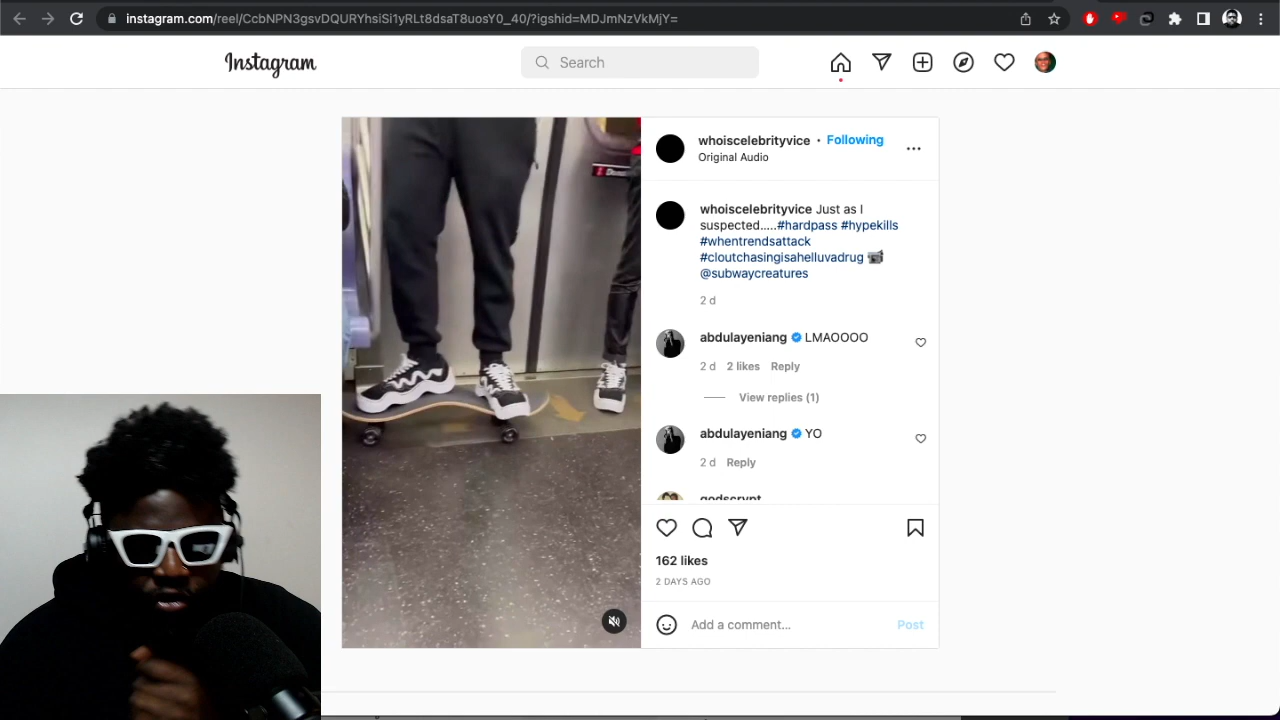 instagram.com/reel/CcbNPN3gsvDQURYhsiSi1yRLt8dsaT8uosY0_40/?igshid=MDJmNzVkMjY=
Instagram
Search
whoiscelebrityvice • Following
Original Audio
whoiscelebrityvice Just as I
suspected.....#hardpass #hypekills
#whentrendsattack
#cloutchasingisahelluvadrug 📹
@subwaycreatures
2 d
abdulayeniang LMAOOOO
2 d 2 likes Reply
View replies (1)
abdulayeniang YO
2 d Reply
godscrypt
162 likes
2 DAYS AGO
Add a comment...
Post